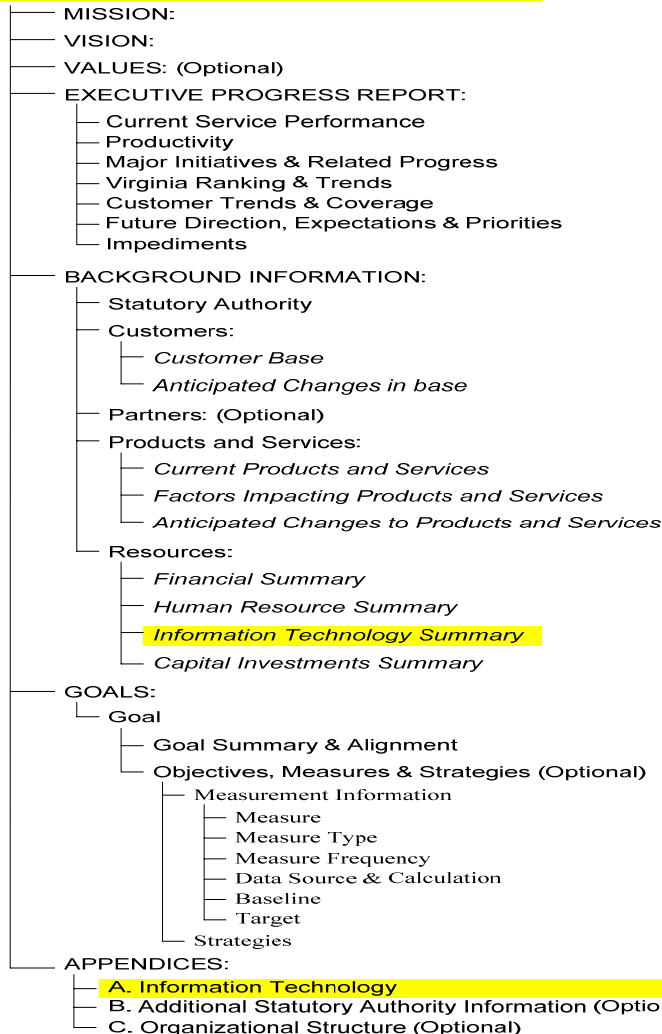 MISSION:
VISION:
VALUES: (Optional)
EXECUTIVE PROGRESS REPORT:
Current Service Performance
Productivity
Major Initiatives & Related Progress
Virginia Ranking & Trends
Customer Trends & Coverage
Future Direction, Expectations & Priorities
Impediments
BACKGROUND INFORMATION:
Statutory Authority
Customers:
Customer Base
Anticipated Changes in base
Partners: (Optional)
Products and Services:
Current Products and Services
Factors Impacting Products and Services
Anticipated Changes to Products and Services
Resources:
Financial Summary
Human Resource Summary
Information Technology Summary
Capital Investments Summary
GOALS:
Goal
Goal Summary & Alignment
Objectives, Measures & Strategies (Optional)
Measurement Information
Measure
Measure Type
Measure Frequency
Data Source & Calculation
Baseline
Target
Strategies
APPENDICES:
A. Information Technology
B. Additional Statutory Authority Information (Optio
C. Organizational Structure (Optional)